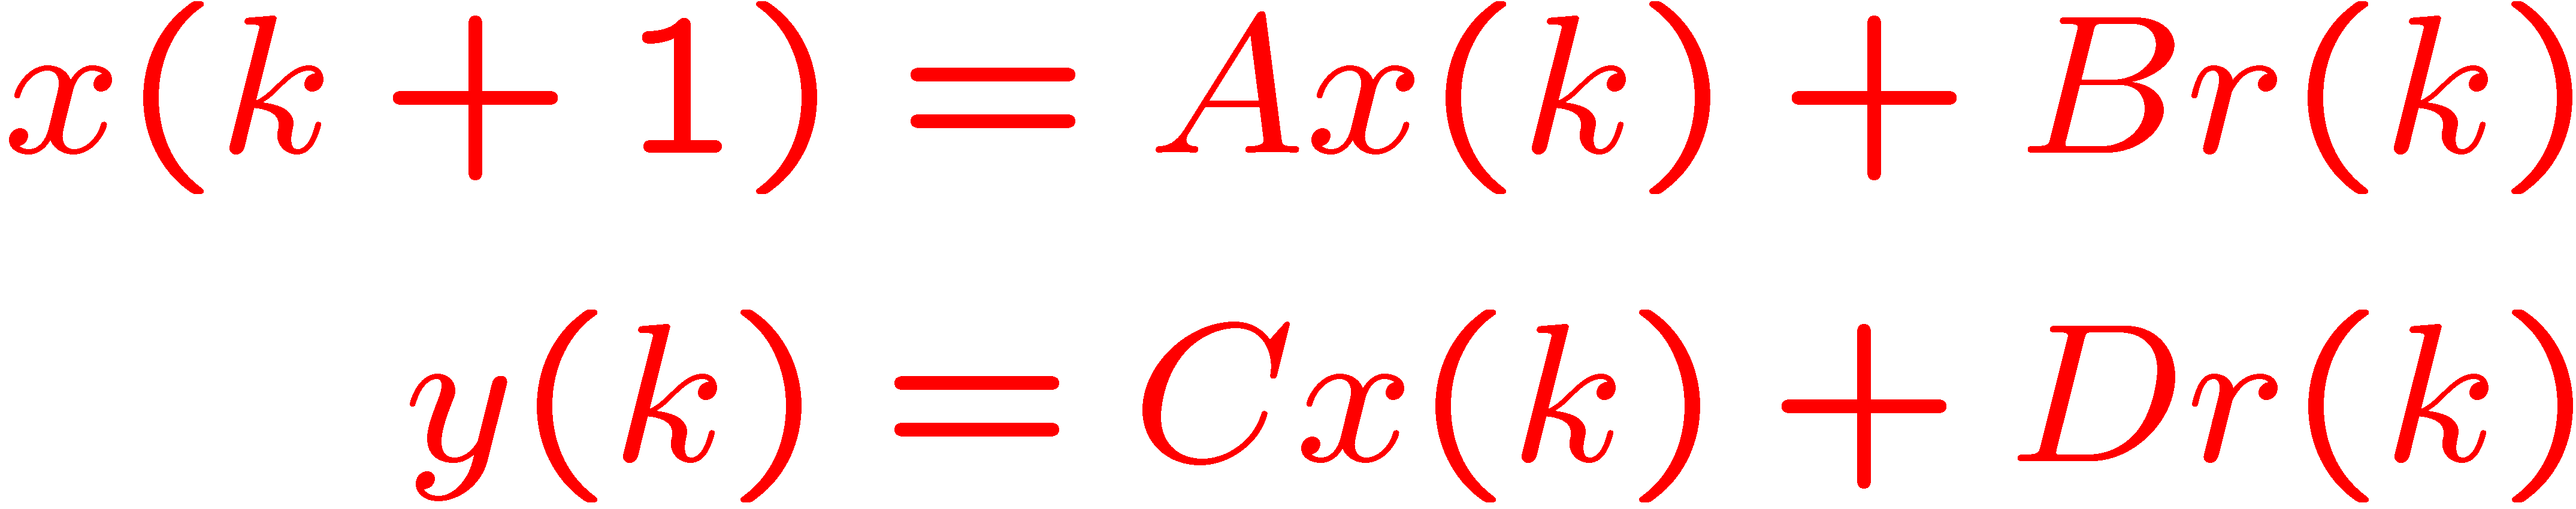 x(k + 1) = Ax(k) + Br(k)
y(k) = Cx(k) + Dr(k)